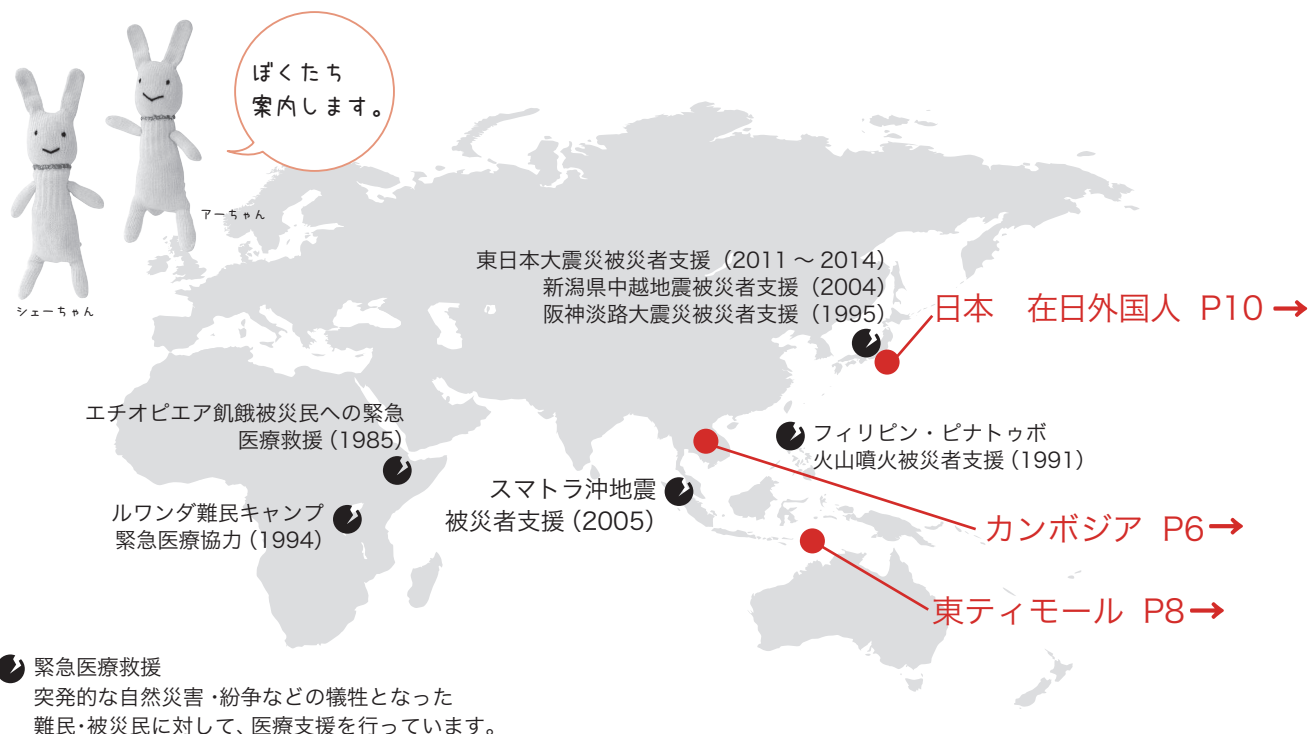 ぼくたち
案内します。
アーちゃん
シェーちゃん
東日本大震災被災者支援（2011 ～ 2014）
新潟県中越地震被災者支援（2004）
阪神淡路大震災被災者支援（1995）
日本　在日外国人 P10
エチオピエア飢餓被災民への緊急
医療救援（1985）
フィリピン・ピナトゥボ
火山噴火被災者支援（1991）
スマトラ沖地震
被災者支援（2005）
ルワンダ難民キャンプ
緊急医療協力（1994）
カンボジア P6
東ティモール P8
緊急医療救援
突発的な自然災害・紛争などの犠牲となった
難民・被災民に対して、医療支援を行っています。